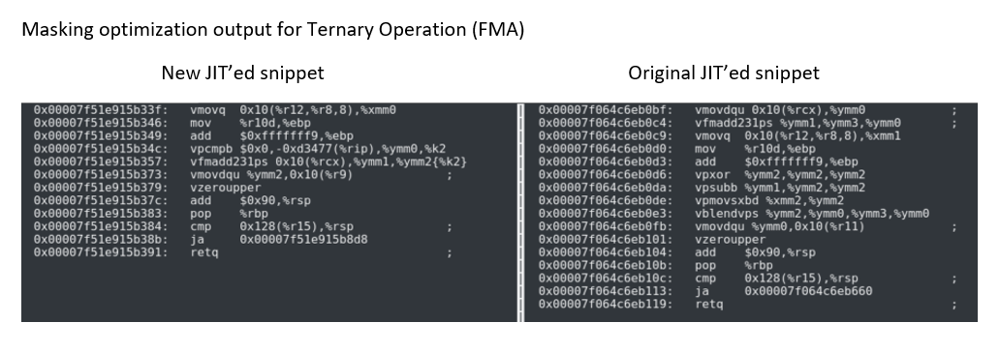 Masking optimization output for Ternary Operation (FMA)
New JIT’ed snippet
0x00007f51e915b33f: vmovq 0x10(%r12,%r8,8),%xmm0
0x00007f51e915b346: mov %r10d,%ebp
0x00007f51e915b349: add $0xfffffff9,%ebp
0x00007f51e915b34c: vpcmpb $0x0,-0xd3477(%rip),%ymm0,%k2
0x00007f51e915b357: vfmadd231ps 0x10(%rcx),%ymm1,%ymm2{%k2}
0x00007f51e915b373: vmovdqu %ymm2,0x10(%r9) ;
0x00007f51e915b379: vzeroupper
0x00007f51e915b37c: add $0x90,%rsp
0x00007f51e915b383: pop %rbp
0x00007f51e915b384: cmp 0x128(%r15),%rsp ;
0x00007f51e915b38b: ja 0x00007f51e915b8d8
0x00007f51e915b391: retq ;
Original JIT’ed snippet
0x00007f064c6eb0bf: vmovdqu 0x10(%rcx),%ymm0 ;
0x00007f064c6eb0c4: vfmadd231ps %ymm1,%ymm3,%ymm0 ;
0x00007f064c6eb0c9: vmovq 0x10(%r12,%r8,8),%xmm1
0x00007f064c6eb0d0: mov %r10d,%ebp
0x00007f064c6eb0d3: add $0xfffffff9,%ebp
0x00007f064c6eb0d6: vpxor %ymm2,%ymm2,%ymm2
0x00007f064c6eb0da: vpsubb %ymm1,%ymm2,%ymm2
0x00007f064c6eb0de: vpmovsxbd %xmm2,%ymm2
0x00007f064c6eb0e3: vblendvps %ymm2,%ymm0,%ymm3,%ymm0
0x00007f064c6eb0fb: vmovdqu %ymm0,0x10(%r11) ;
0x00007f064c6eb101: vzeroupper
0x00007f064c6eb104: add $0x90,%rsp
0x00007f064c6eb10b: pop %rbp
0x00007f064c6eb10c: cmp 0x128(%r15),%rsp ;
0x00007f064c6eb113: ja 0x00007f064c6eb660
0x00007f064c6eb119: retq ;